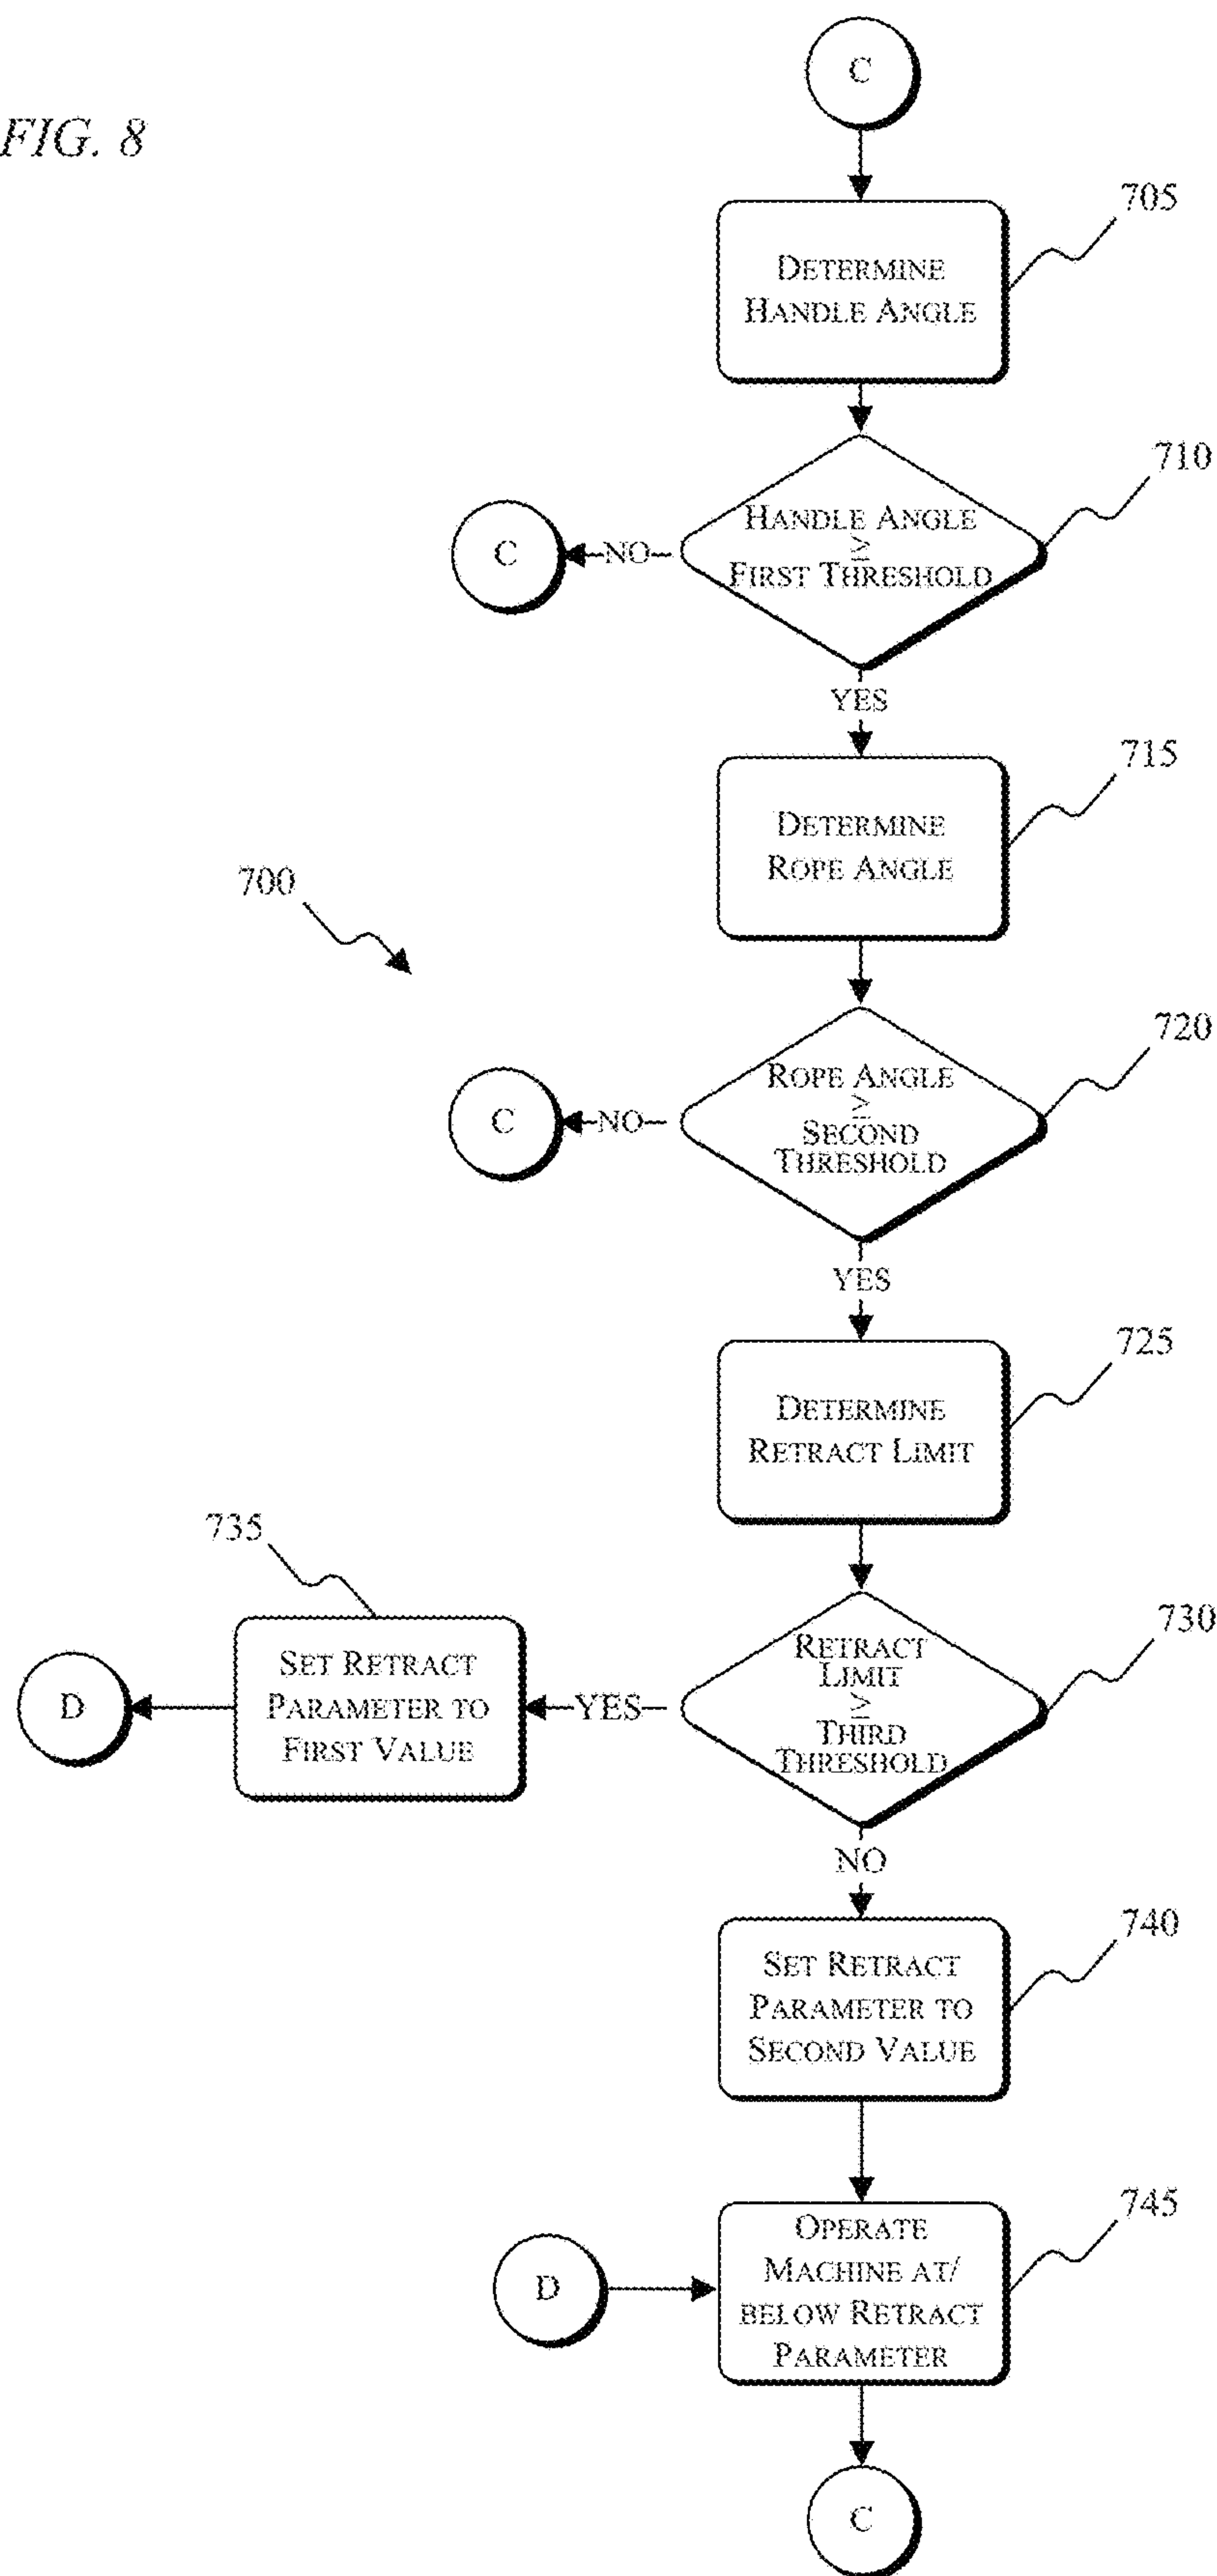 FIG. 8
C
705
DETERMINE
HANDLE ANGLE
710
HANDLE ANGLE
≥
FIRST THRESHOLD
NO
C
YES
715
DETERMINE
ROPE ANGLE
700
720
ROPE ANGLE
≥
SECOND
THRESHOLD
NO
C
YES
725
DETERMINE
RETRACT LIMIT
730
RETRACT
LIMIT
≥
THIRD
THRESHOLD
YES
735
SET RETRACT
PARAMETER TO
FIRST VALUE
D
NO
740
SET RETRACT
PARAMETER TO
SECOND VALUE
745
OPERATE
MACHINE AT/
BELOW RETRACT
PARAMETER
D
C